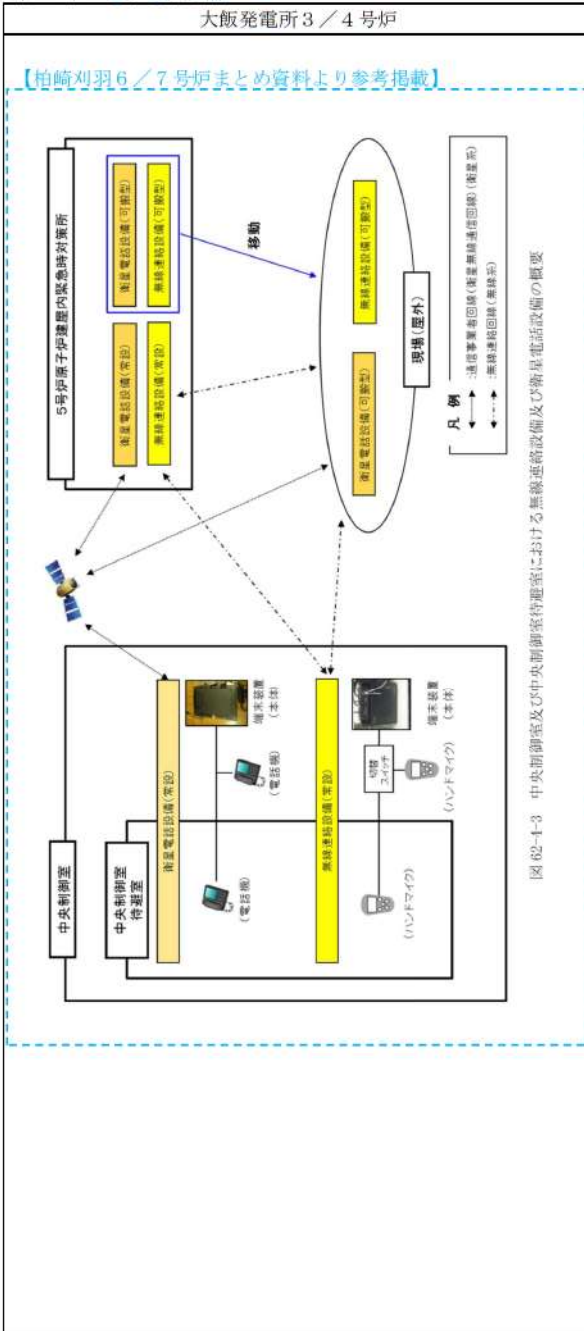 大飯発電所3/4号炉
【柏崎刈羽6/7号炉まとめ資料より参考掲載】
中央制御室
中央制御室
待避室
衛星電話設備(常設)
(電話機)
(電話機)
端末装置
(本体)
無線連絡設備(常設)
(ハンドマイク)
切替
スイッチ
(ハンドマイク)
端末装置
(本体)
5号炉原子炉建屋内緊急時対策所
衛星電話設備(常設)
無線連絡設備(常設)
衛星電話設備(可搬型)
無線連絡設備(可搬型)
移動
衛星電話設備(可搬型)
無線連絡設備(可搬型)
現場(屋外)
凡 例
:通信事業者回線(衛星無線通信回線)(衛星系)
:無線連絡回線(無線系)
図 62-4-3 中央制御室及び中央制御室待避室における無線連絡設備及び衛星電話設備の概要